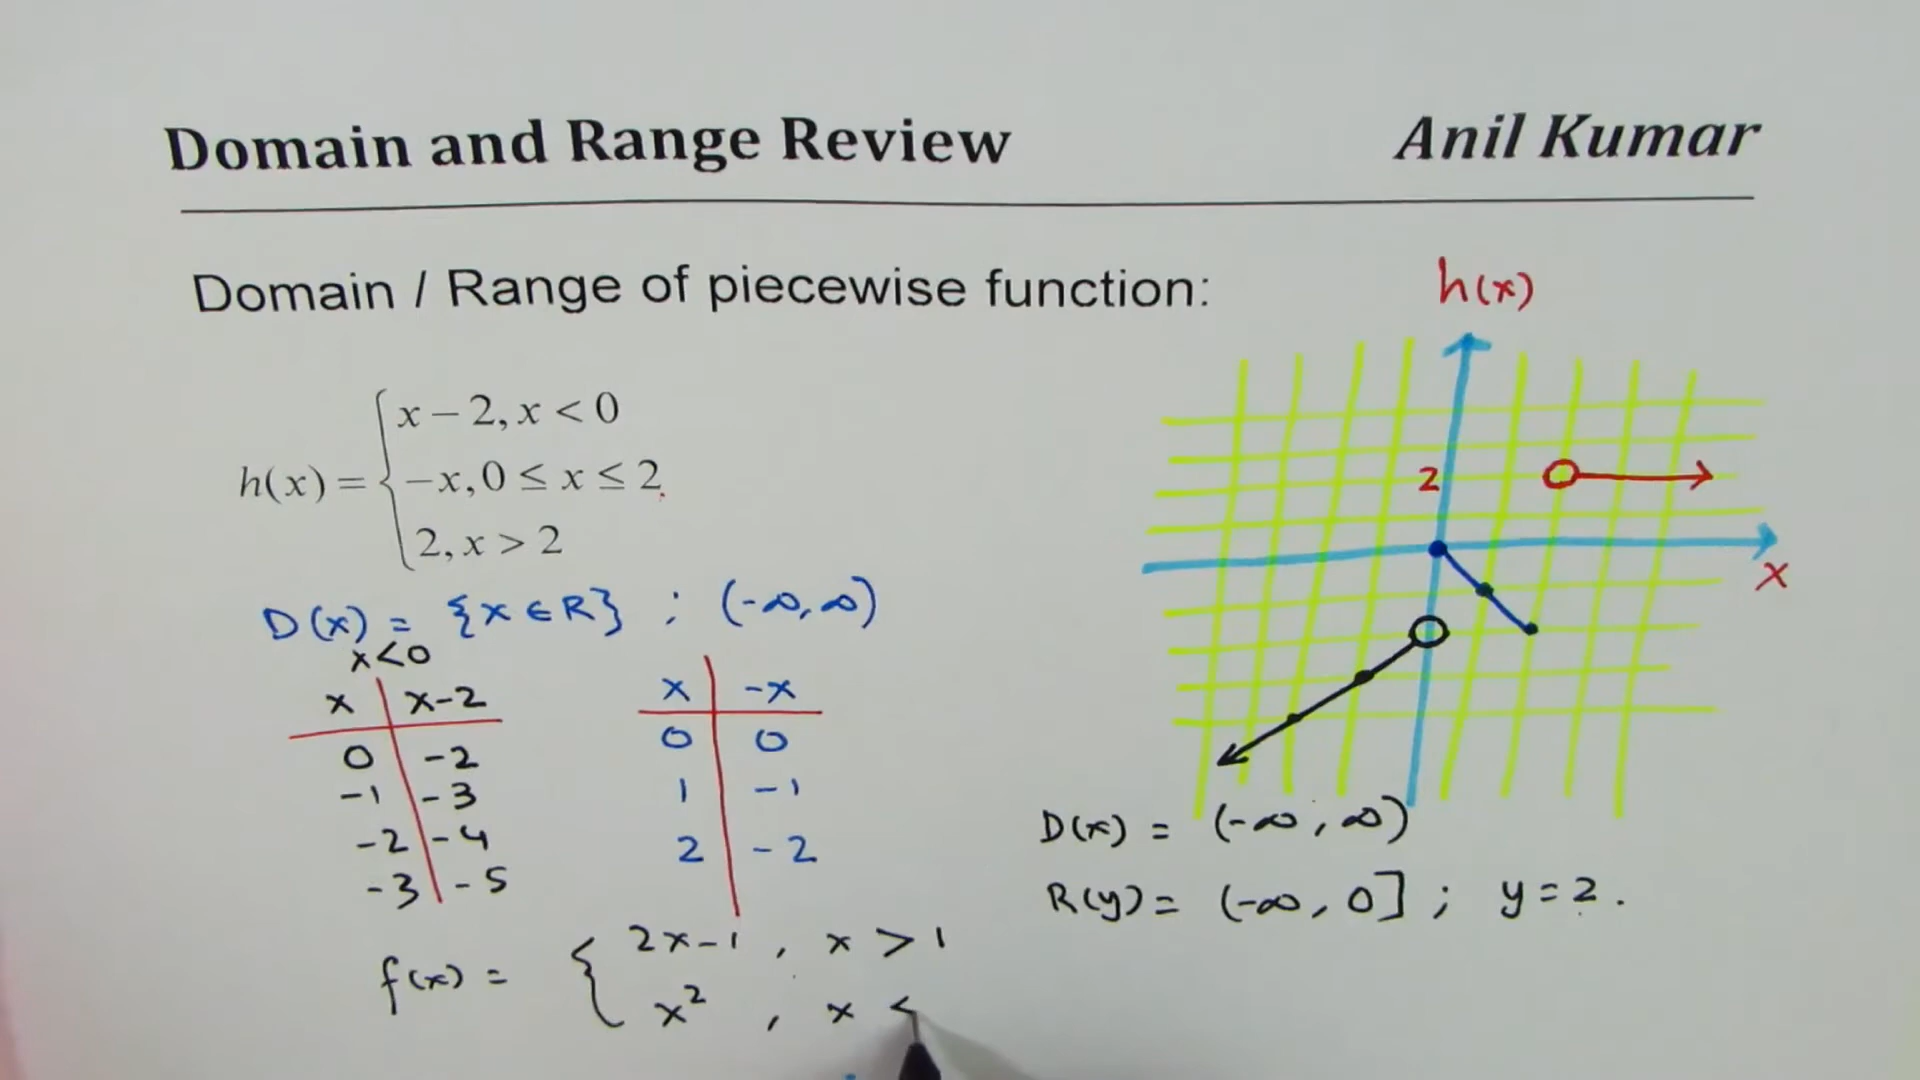 Domain and Range Review Anil Kumar
Domain / Range of piecewise function:
h(x)
h(x) = { x − 2, x < 0
−x, 0 ≤ x ≤ 2
2, x > 2
2
x
D(x) = {x ∈ R} ; (-∞, ∞)
x<0
x | x-2
0 | -2
-1 | -3
-2 | -4
-3 | -5
x | -x
0 | 0
1 | -1
2 | -2
D(x) = (-∞, ∞)
R(y) = (-∞, 0] ; y = 2.
f(x) = { 2x-1 , x > 1
x² , x <